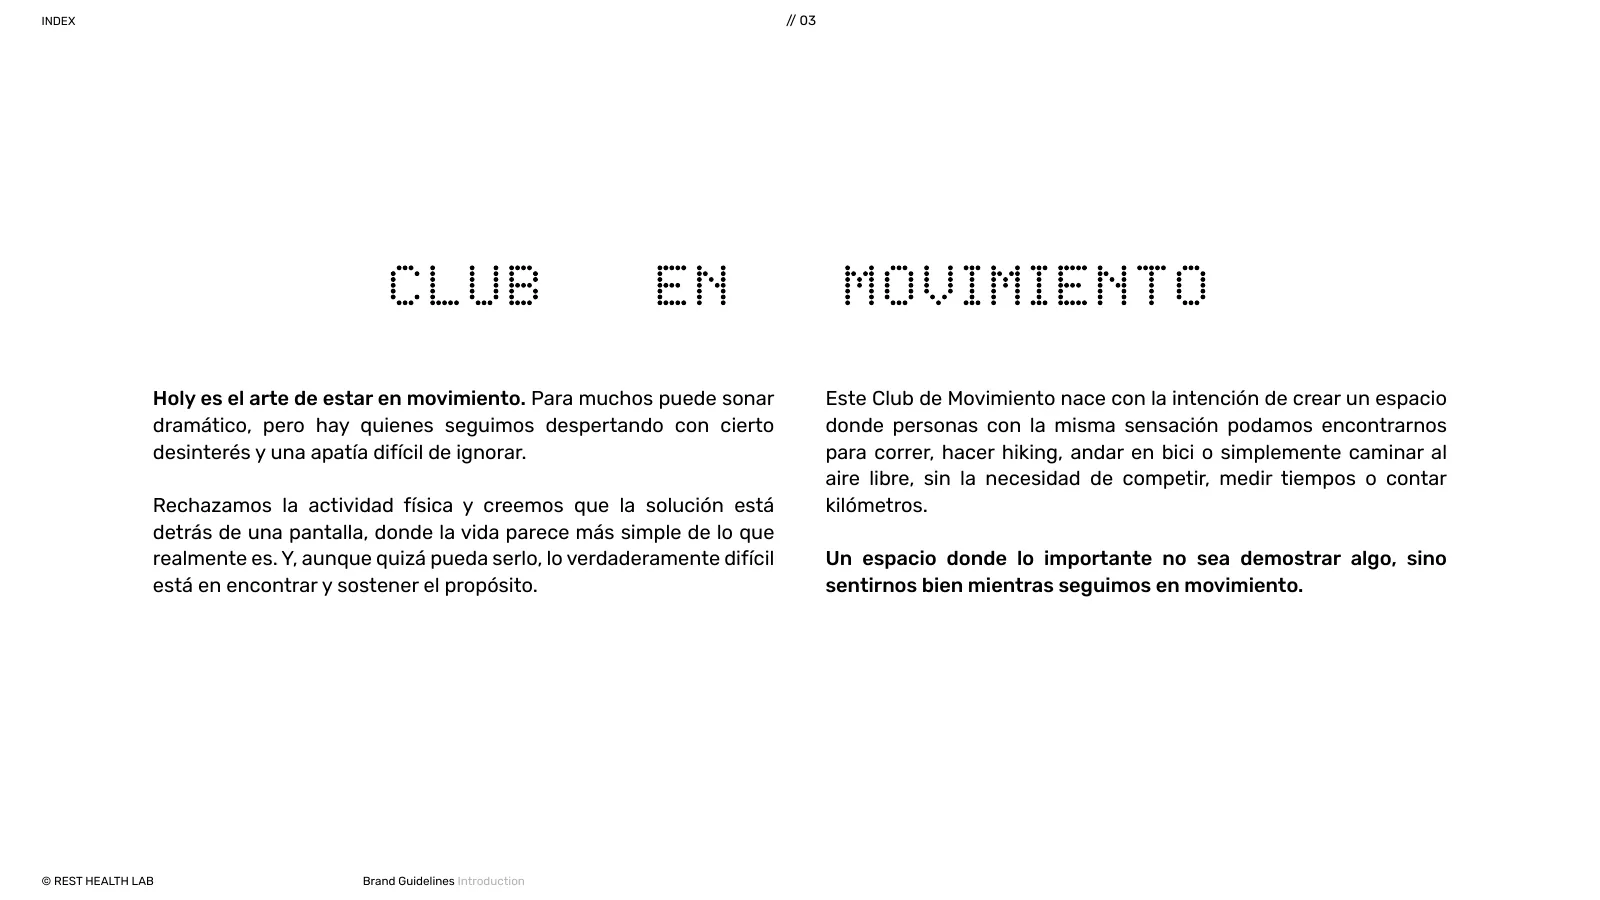 INDEX
// 03
CLUB EN MOVIMIENTO
Holy es el arte de estar en movimiento. Para muchos puede sonar
dramático, pero hay quienes seguimos despertando con cierto
desinterés y una apatía difícil de ignorar.
Rechazamos la actividad física y creemos que la solución está
detrás de una pantalla, donde la vida parece más simple de lo que
realmente es. Y, aunque quizá pueda serlo, lo verdaderamente difícil
está en encontrar y sostener el propósito.
Este Club de Movimiento nace con la intención de crear un espacio
donde personas con la misma sensación podamos encontrarnos
para correr, hacer hiking, andar en bici o simplemente caminar al
aire libre, sin la necesidad de competir, medir tiempos o contar
kilómetros.
Un espacio donde lo importante no sea demostrar algo, sino
sentirnos bien mientras seguimos en movimiento.
© REST HEALTH LAB
Brand Guidelines Introduction